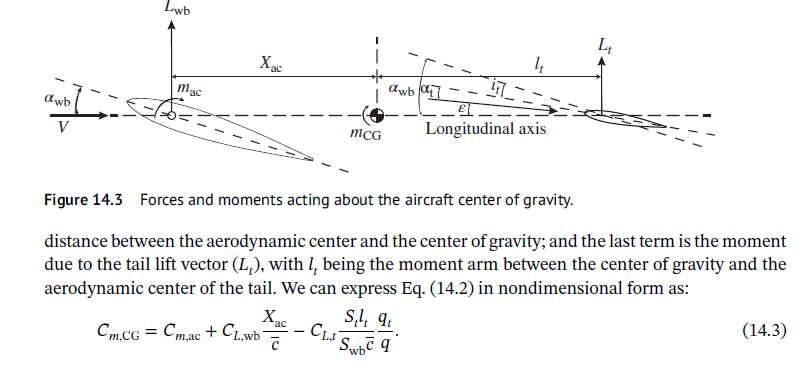 L_wb
L_t
X_ac
l_t
m_ac
α_wb
α_wb
α_t
i_t
ε
V
m_CG
Longitudinal axis
Figure 14.3 Forces and moments acting about the aircraft center of gravity.
distance between the aerodynamic center and the center of gravity; and the last term is the moment
due to the tail lift vector (L_t), with l_t being the moment arm between the center of gravity and the
aerodynamic center of the tail. We can express Eq. (14.2) in nondimensional form as:
C_{m,CG} = C_{m,ac} + C_{L,wb} X_ac/c̄ − C_{L,t} S_t l_t/(S_wb c̄) q_t/q. (14.3)